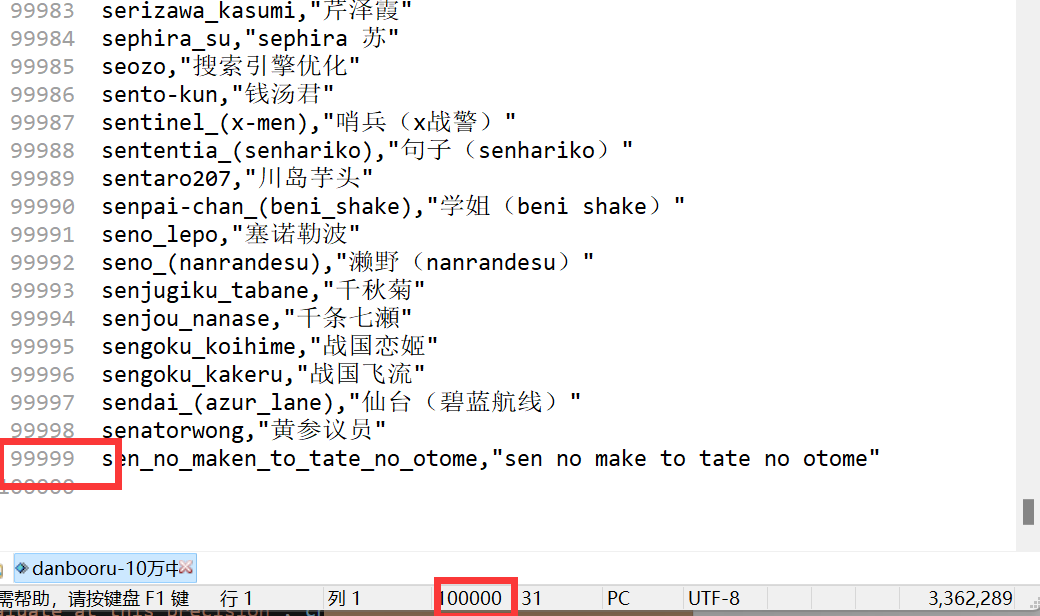 99983 serizawa_kasumi,"芹泽霞"
99984 sephira_su,"sephira 苏"
99985 seozo,"搜索引擎优化"
99986 sento-kun,"钱汤君"
99987 sentinel_(x-men),"哨兵（x战警）"
99988 sententia_(senhariko),"句子（senhariko）"
99989 sentaro207,"川岛芋头"
99990 senpai-chan_(beni_shake),"学姐（beni shake）"
99991 seno_lepo,"塞诺勒波"
99992 seno_(nanrandesu),"濑野（nanrandesu）"
99993 senjugiku_tabane,"千秋菊"
99994 senjou_nanase,"千条七瀬"
99995 sengoku_koihime,"战国恋姬"
99996 sengoku_kakeru,"战国飞流"
99997 sendai_(azur_lane),"仙台（碧蓝航线）"
99998 senatorwong,"黄参议员"
99999 sen_no_maken_to_tate_no_otome,"sen no make to tate no otome"
100000
danbooru-10万中
需帮助，请按键盘 F1 键 行 1 列 1 100000 31 PC UTF-8 3,362,289